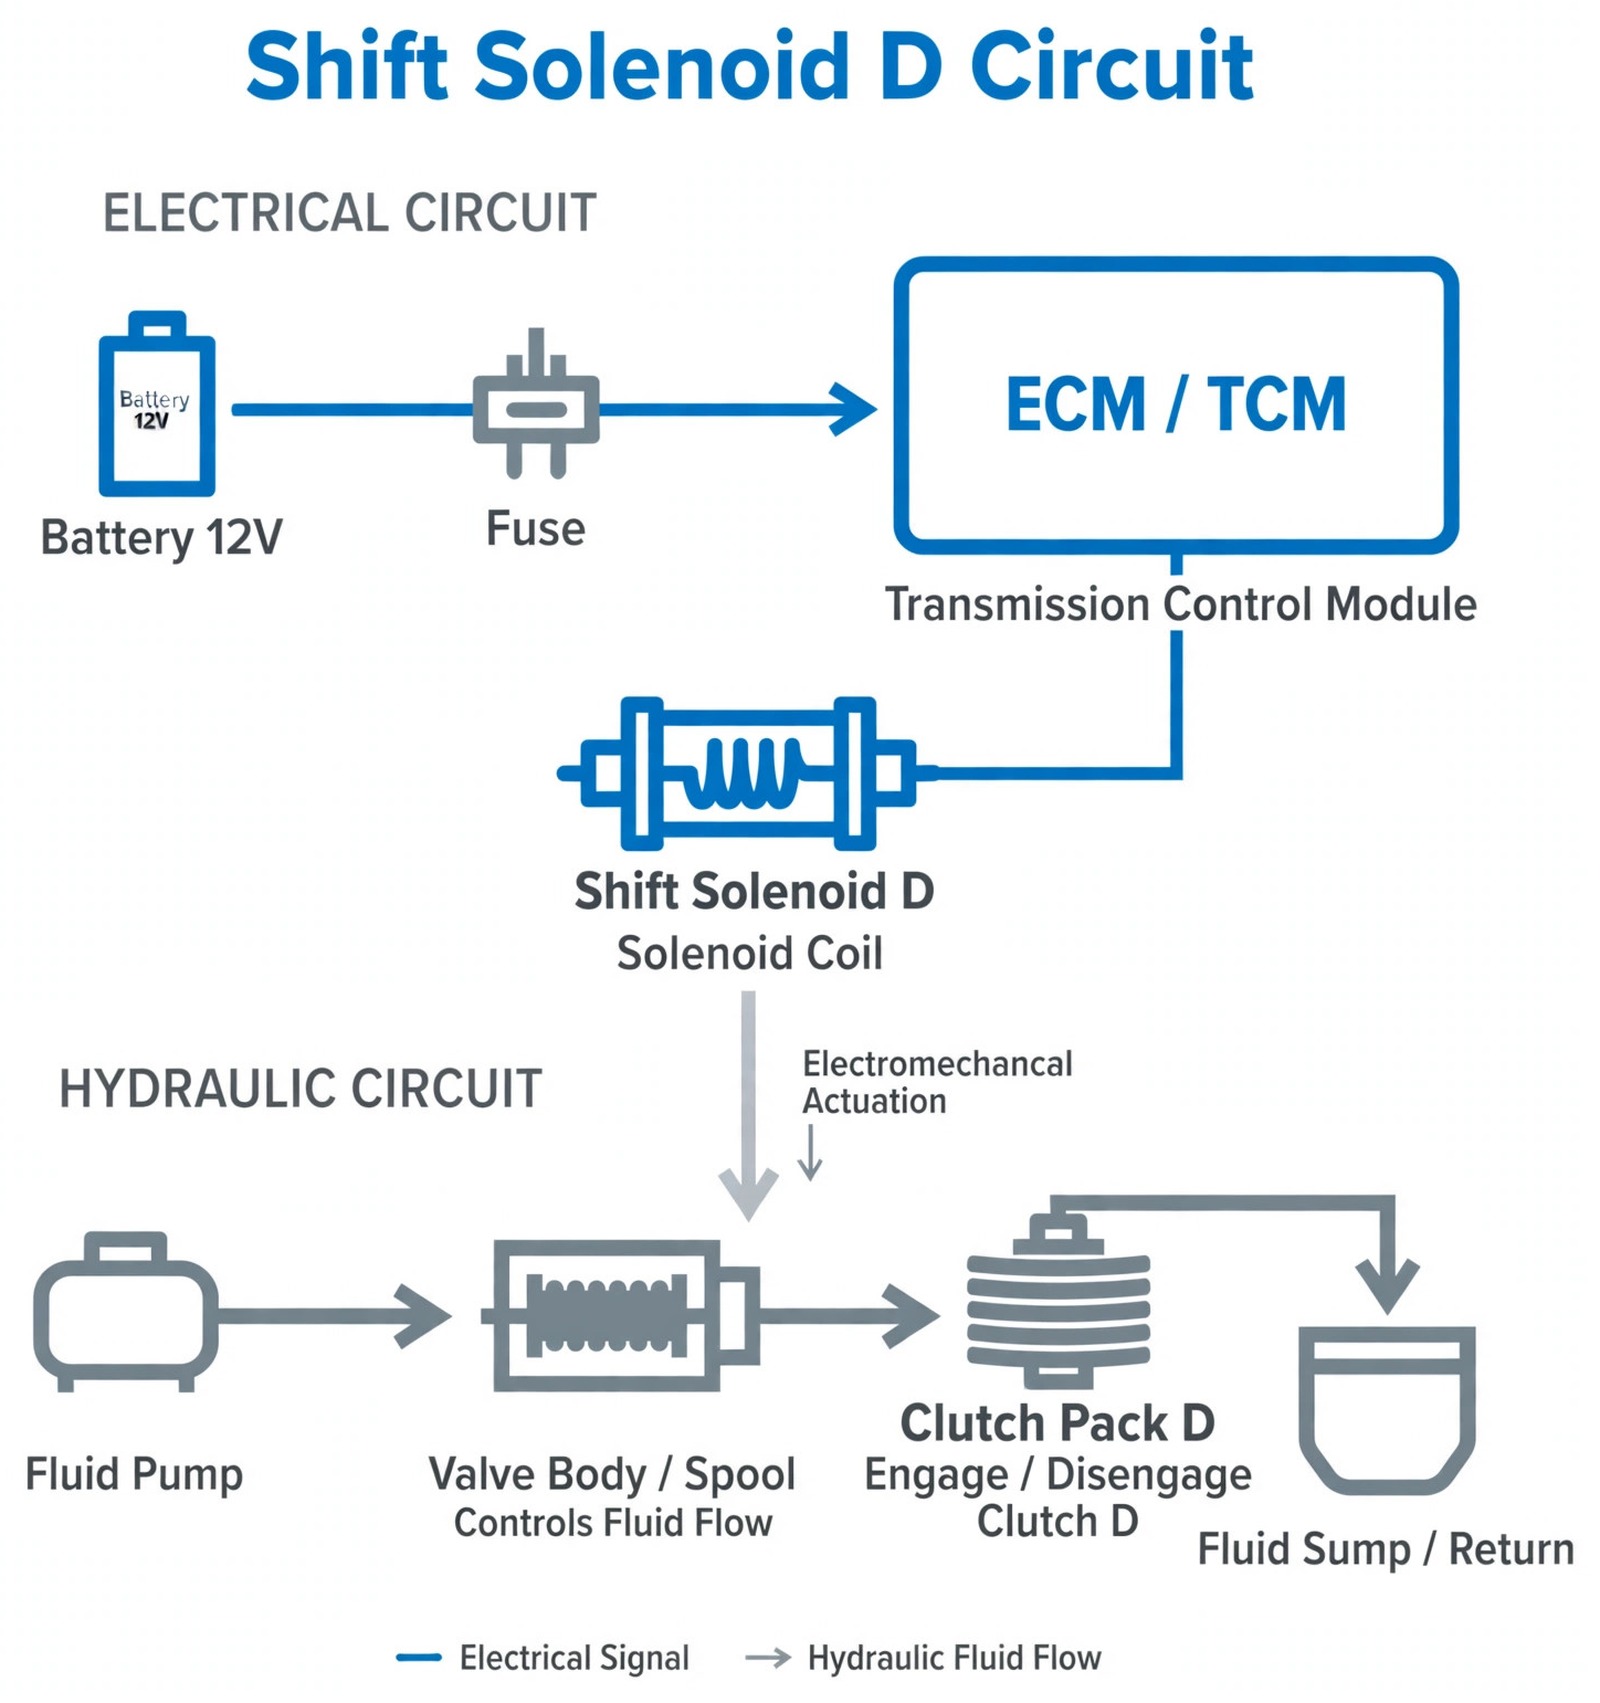 Shift Solenoid D Circuit
ELECTRICAL CIRCUIT
Battery
12V
Battery 12V
Fuse
ECM / TCM
Transmission Control Module
Shift Solenoid D
Solenoid Coil
Electromechancal
Actuation
HYDRAULIC CIRCUIT
Fluid Pump
Valve Body / Spool
Controls Fluid Flow
Clutch Pack D
Engage / Disengage
Clutch D
Fluid Sump / Return
Electrical Signal
Hydraulic Fluid Flow